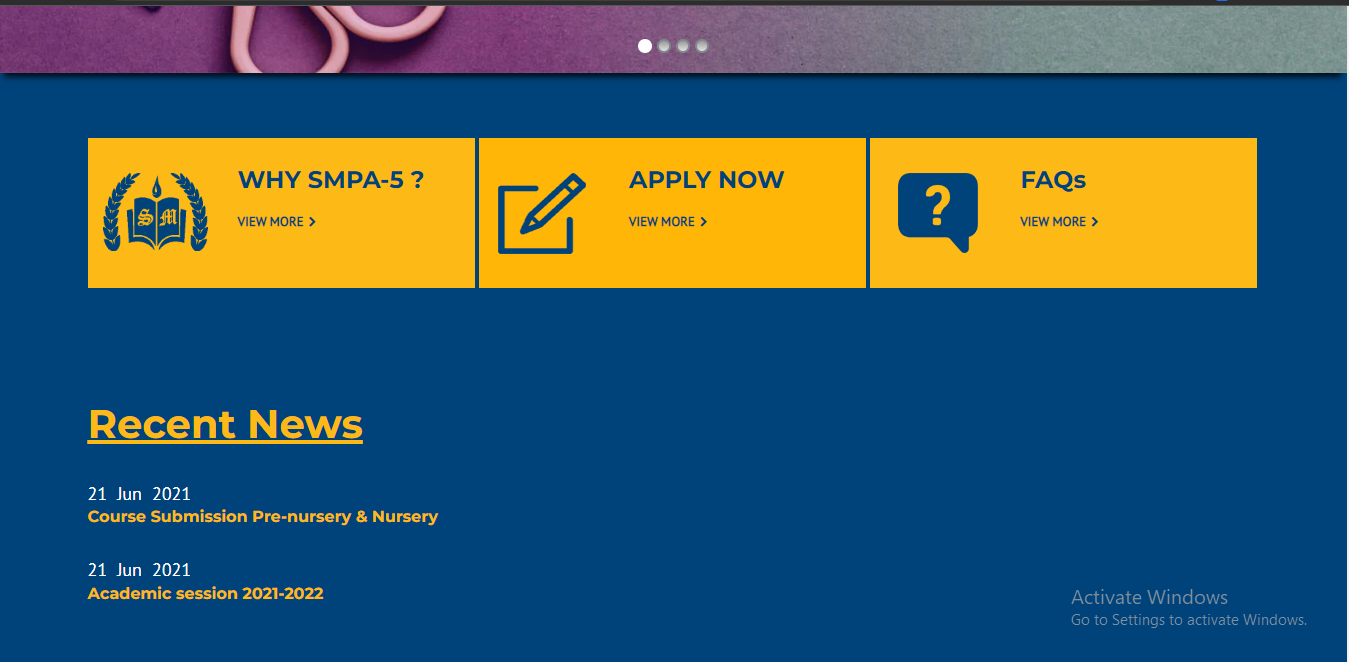 WHY SMPA-5 ?
VIEW MORE
SM
APPLY NOW
VIEW MORE
FAQs
VIEW MORE
?
Recent News
21 Jun 2021
Course Submission Pre-nursery & Nursery
21 Jun 2021
Academic session 2021-2022
Activate Windows
Go to Settings to activate Windows.